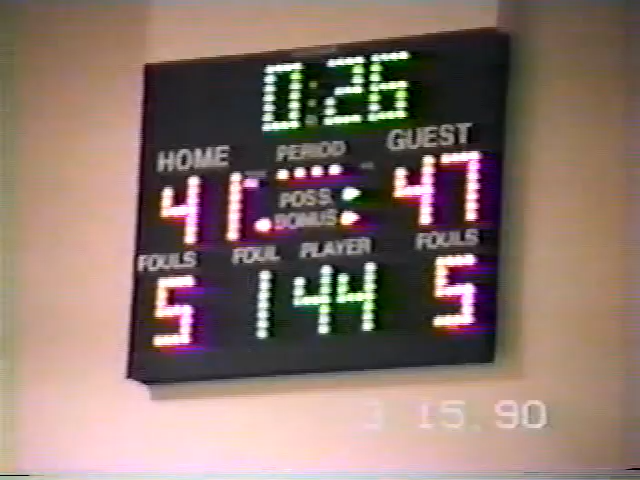 0:26
HOME PERIOD GUEST
41 47
POSS.
BONUS
FOULS FOUL PLAYER FOULS
5 1 44 5
3 15. 90